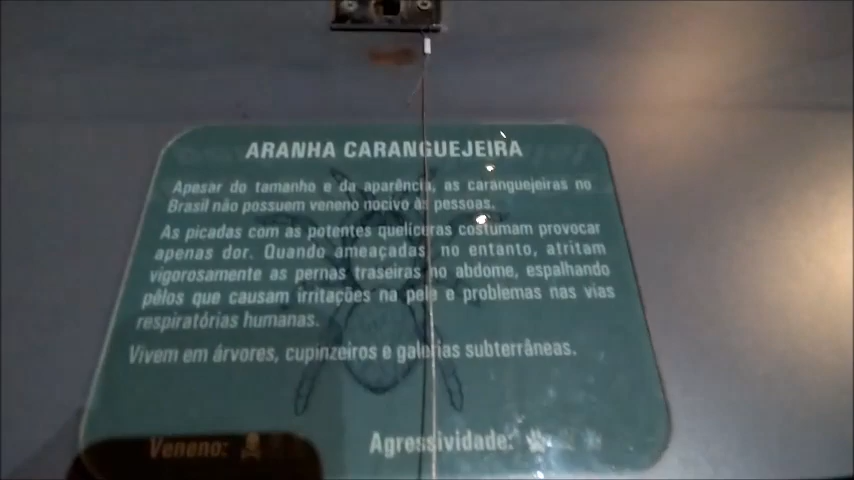 ARANHA CARANGUEJEIRA
Apesar do tamanho e da aparência, as caranguejeiras no
Brasil não possuem veneno nocivo às pessoas.
As picadas com as potentes quelíceras costumam provocar
apenas dor. Quando ameaçadas, no entanto, atritam
vigorosamente as pernas traseiras no abdome, espalhando
pêlos que causam irritações na pele e problemas nas vias
respiratórias humanas.
Vivem em árvores, cupinzeiros e galerias subterrâneas.
Veneno: Agressividade: